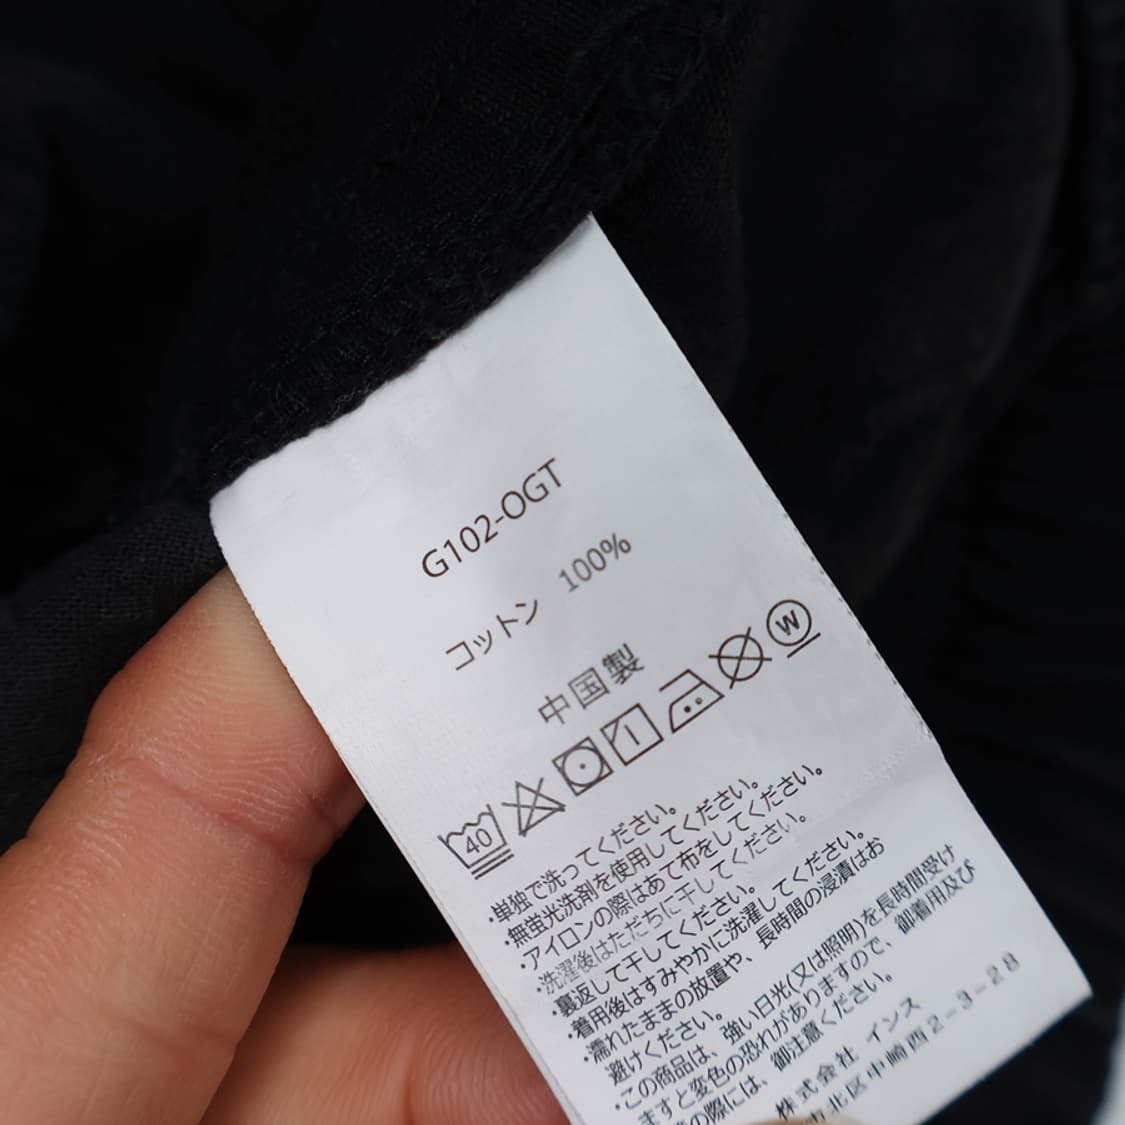 G102-OGT
コットン 100%
中国製
40
W
・単独で洗ってください。
・無蛍光洗剤を使用してください。
・アイロンの際はあて布をしてください。
・洗濯後はただちに干してください。
・裏返して干してください。
・着用後はすみやかに洗濯してください。
・濡れたままの放置や、長時間の浸漬はお
避けください。
・この商品は、強い日光(又は照明)を長時間受け
ますと変色の恐れがありますので、御着用及び
の際には、御注意ください。
株式会社 インス
北区中崎西2-3-28